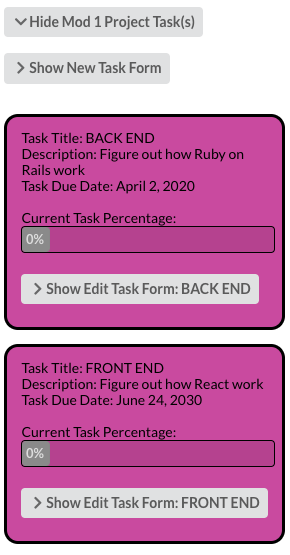 Hide Mod 1 Project Task(s)
Show New Task Form
Task Title: BACK END
Description: Figure out how Ruby on
Rails work
Task Due Date: April 2, 2020
Current Task Percentage:
0%
Show Edit Task Form: BACK END
Task Title: FRONT END
Description: Figure out how React work
Task Due Date: June 24, 2030
Current Task Percentage:
0%
Show Edit Task Form: FRONT END